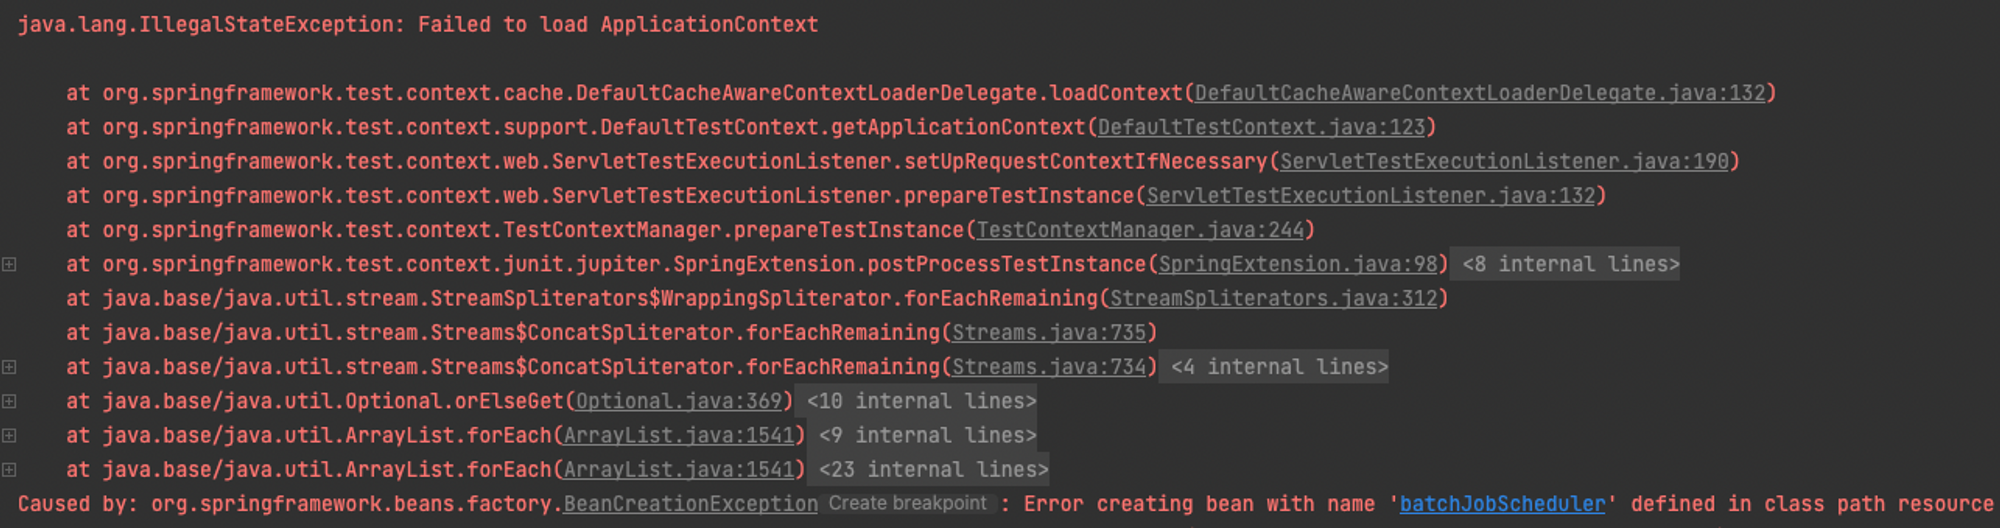 java.lang.IllegalStateException: Failed to load ApplicationContext
at org.springframework.test.context.cache.DefaultCacheAwareContextLoaderDelegate.loadContext(DefaultCacheAwareContextLoaderDelegate.java:132)
at org.springframework.test.context.support.DefaultTestContext.getApplicationContext(DefaultTestContext.java:123)
at org.springframework.test.context.web.ServletTestExecutionListener.setUpRequestContextIfNecessary(ServletTestExecutionListener.java:190)
at org.springframework.test.context.web.ServletTestExecutionListener.prepareTestInstance(ServletTestExecutionListener.java:132)
at org.springframework.test.context.TestContextManager.prepareTestInstance(TestContextManager.java:244)
at org.springframework.test.context.junit.jupiter.SpringExtension.postProcessTestInstance(SpringExtension.java:98) <8 internal lines>
at java.base/java.util.stream.StreamSpliterators$WrappingSpliterator.forEachRemaining(StreamSpliterators.java:312)
at java.base/java.util.stream.Streams$ConcatSpliterator.forEachRemaining(Streams.java:735)
at java.base/java.util.stream.Streams$ConcatSpliterator.forEachRemaining(Streams.java:734) <4 internal lines>
at java.base/java.util.Optional.orElseGet(Optional.java:369) <10 internal lines>
at java.base/java.util.ArrayList.forEach(ArrayList.java:1541) <9 internal lines>
at java.base/java.util.ArrayList.forEach(ArrayList.java:1541) <23 internal lines>
Caused by: org.springframework.beans.factory.BeanCreationException Create breakpoint : Error creating bean with name 'batchJobScheduler' defined in class path resource